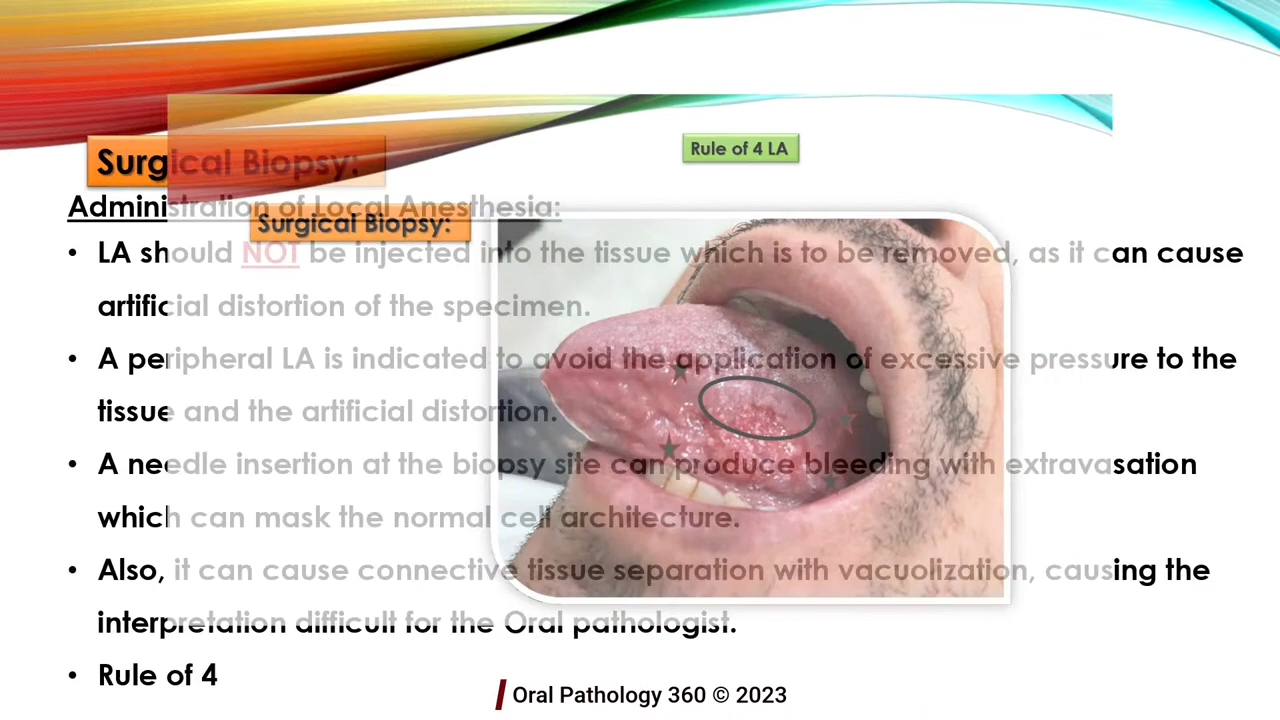 Surgical Biopsy:
Rule of 4 LA
Administration of Local Anesthesia:
Surgical Biopsy:
• LA should NOT be injected into the tissue which is to be removed, as it can cause
artificial distortion of the specimen.
• A peripheral LA is indicated to avoid the application of excessive pressure to the
tissue and the artificial distortion.
• A needle insertion at the biopsy site can produce bleeding with extravasation
which can mask the normal cell architecture.
• Also, it can cause connective tissue separation with vacuolization, causing the
interpretation difficult for the Oral pathologist.
• Rule of 4
Oral Pathology 360 © 2023